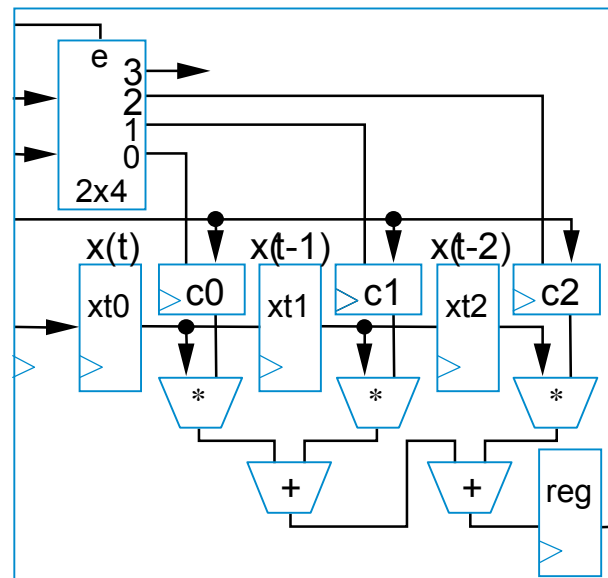 e
3
2
1
0
2x4
x(t) x(t-1) x(t-2)
c0 c1 c2
xt0 xt1 xt2
* * *
+ +
reg